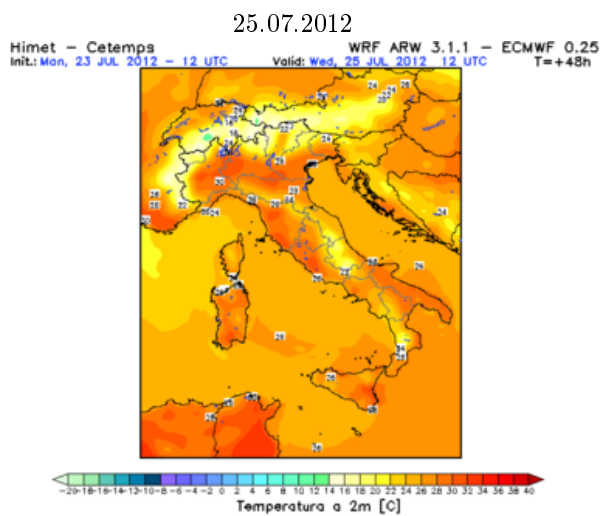 25.07.2012
Himet - Cetemps WRF ARW 3.1.1 - ECMWF 0.25
Init.: Mon, 23 JUL 2012 - 12 UTC Valid: Wed, 25 JUL 2012 12 UTC T=+48h
-20 -18 -16 -14 -12 -10 -8 -6 -4 -2 0 2 4 6 8 10 12 14 16 18 20 22 24 26 28 30 32 34 36 38 40
Temperatura a 2m [C]